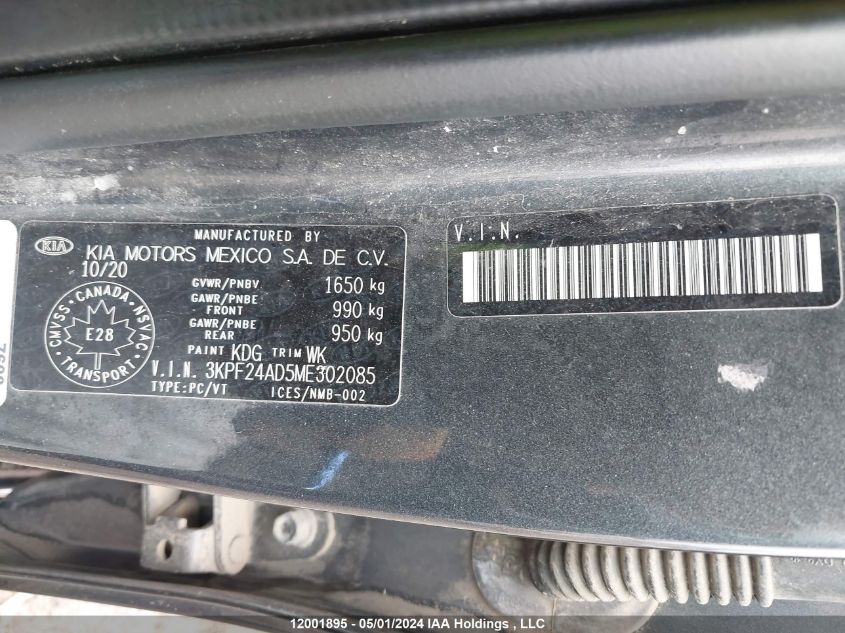 MANUFACTURED BY
KIA KIA MOTORS MEXICO S.A. DE C.V.
10/20
GVWR/PNBV 1650 kg
GAWR/PNBE - FRONT 990 kg
GAWR/PNBE - REAR 950 kg
PAINT KDG TRIM WK
V.I.N. 3KPF24AD5ME302085
TYPE:PC/VT ICES/NMB-002
CMVSS • CANADA • NSVAC • TRANSPORT •
E28
V.I.N.
12001895 - 05/01/2024 IAA Holdings, LLC